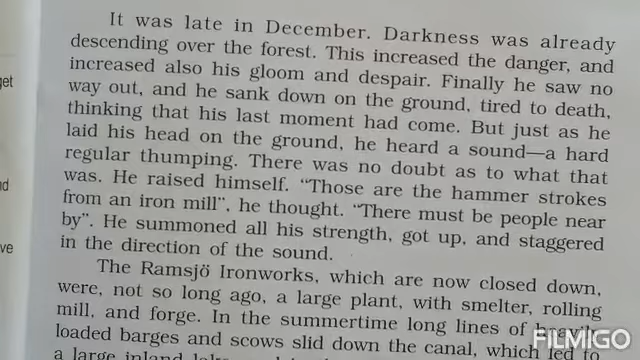 It was late in December. Darkness was already
descending over the forest. This increased the danger, and
increased also his gloom and despair. Finally he saw no
way out, and he sank down on the ground, tired to death,
thinking that his last moment had come. But just as he
laid his head on the ground, he heard a sound—a hard
regular thumping. There was no doubt as to what that
was. He raised himself. “Those are the hammer strokes
from an iron mill”, he thought. “There must be people near
by”. He summoned all his strength, got up, and staggered
in the direction of the sound.
The Ramsjö Ironworks, which are now closed down,
were, not so long ago, a large plant, with smelter, rolling
mill, and forge. In the summertime long lines of heavily
loaded barges and scows slid down the canal, which led to
a large inland
FILMIGO